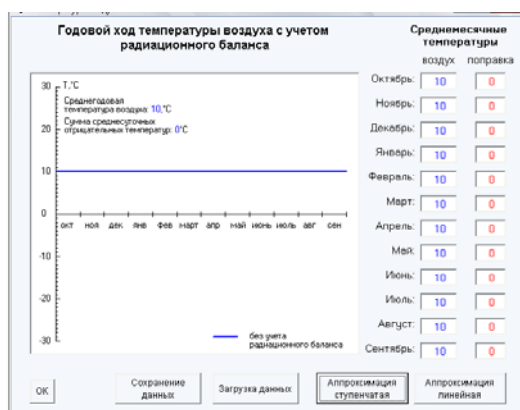 Годовой ход температуры воздуха с учетом
радиационного баланса
Среднемесячные
температуры
воздух поправка
Октябрь: 10 0
Ноябрь: 10 0
Декабрь: 10 0
Январь: 10 0
Февраль: 10 0
Март: 10 0
Апрель: 10 0
Май: 10 0
Июнь: 10 0
Июль: 10 0
Август: 10 0
Сентябрь: 10 0
T,°C
Среднегодовая
температура воздуха: 10,°C
Сумма среднесуточных
отрицательных температур: 0°C
30
20
10
0
-10
-20
-30
окт ноя дек янв фев март апр май июнь июль авг сен
без учета
радиационного баланса
OK
Сохранение
данных
Загрузка данных
Аппроксимация
ступенчатая
Аппроксимация
линейная